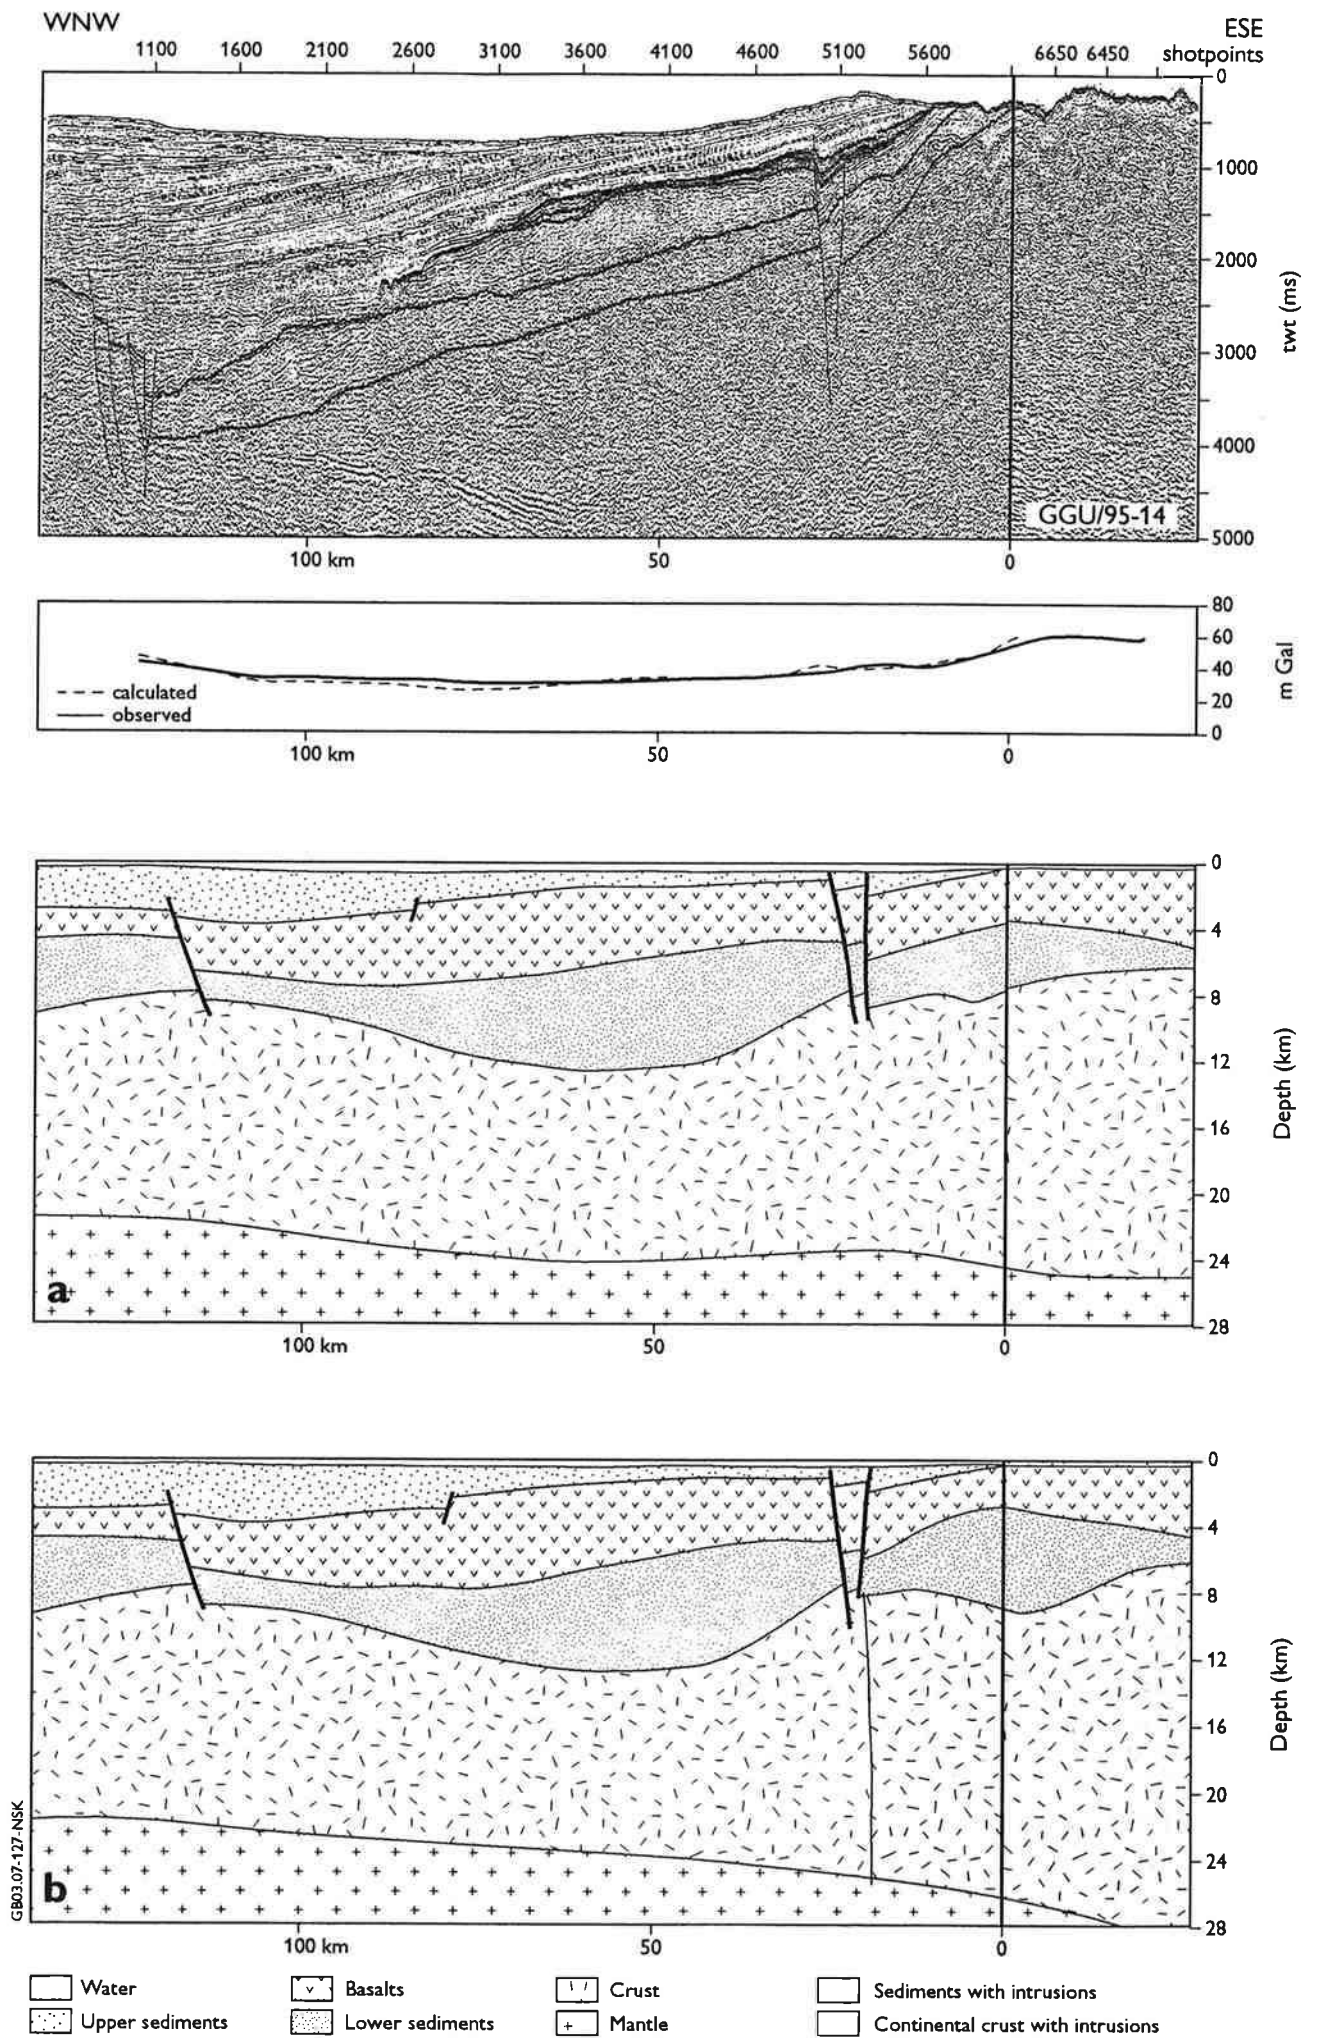 WNW
ESE
1100 1600 2100 2600 3100 3600 4100 4600 5100 5600 6650 6450 shotpoints
0
1000
2000
3000
4000
5000
twt (ms)
GGU/95-14
100 km 50 0
80
60
40
20
0
m Gal
calculated
observed
100 km 50 0
0
4
8
12
16
20
24
28
Depth (km)
a
100 km 50 0
0
4
8
12
16
20
24
28
Depth (km)
b
GB03.07-127-NSK
100 km 50 0
Water Basalts Crust Sediments with intrusions
Upper sediments Lower sediments Mantle Continental crust with intrusions